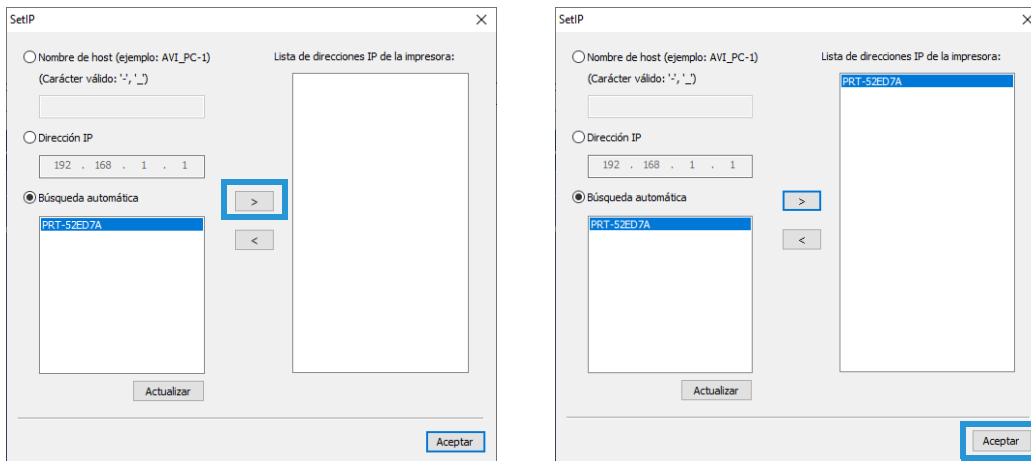 SetIP
Nombre de host (ejemplo: AVI_PC-1)
(Carácter válido: '-', '_')
Dirección IP
192 . 168 . 1 . 1
Búsqueda automática
PRT-52ED7A
Actualizar
>
<
Lista de direcciones IP de la impresora:
Aceptar
SetIP
Nombre de host (ejemplo: AVI_PC-1)
(Carácter válido: '-', '_')
Dirección IP
192 . 168 . 1 . 1
Búsqueda automática
PRT-52ED7A
Actualizar
>
<
Lista de direcciones IP de la impresora:
PRT-52ED7A
Aceptar